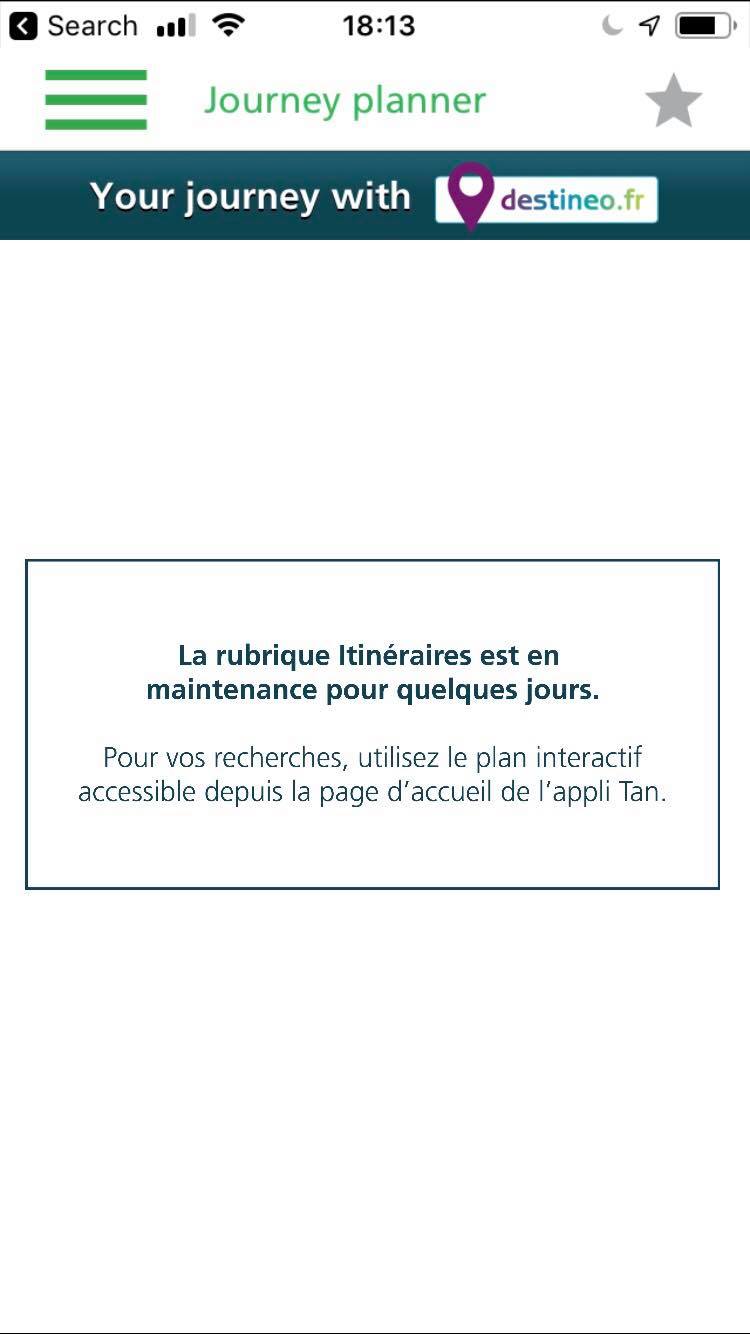 Search 18:13
Journey planner
Your journey with destineo.fr
La rubrique Itinéraires est en
maintenance pour quelques jours.
Pour vos recherches, utilisez le plan interactif
accessible depuis la page d’accueil de l’appli Tan.